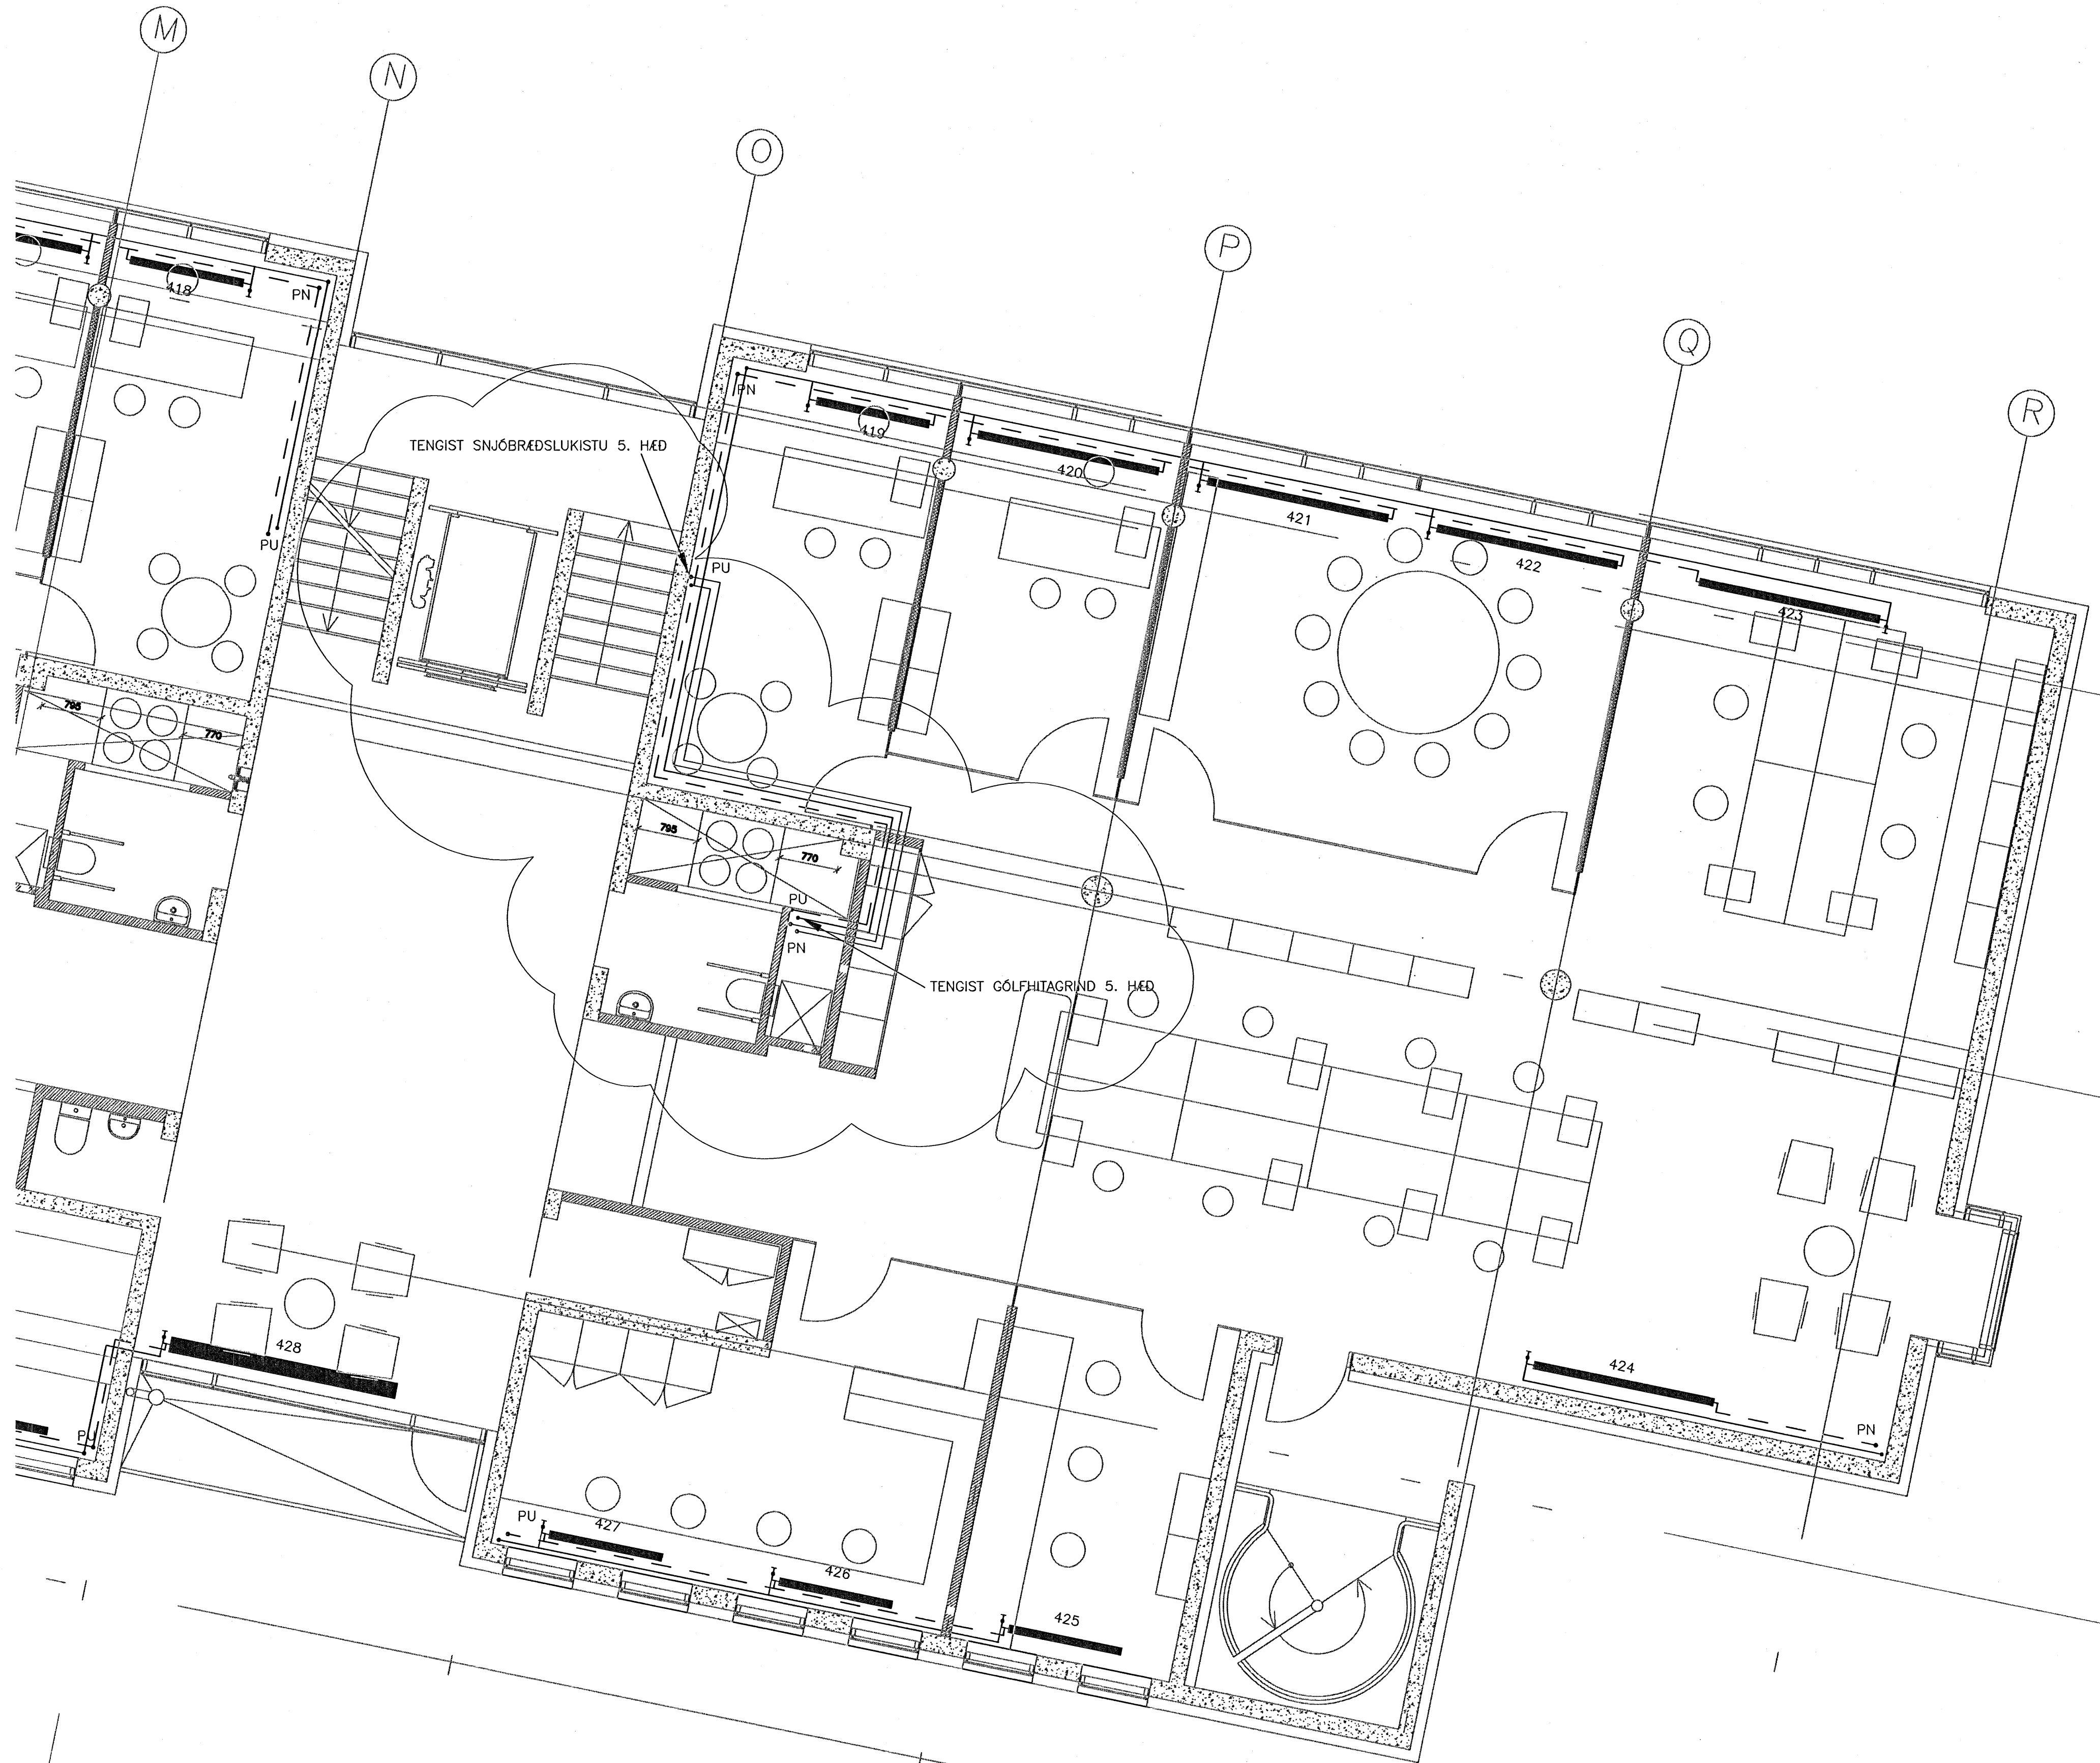 M
N
O
P
Q
R
418
PN
PN
419
TENGIST SNJÓBRÆÐSLUKISTU 5. HÆÐ
420
421
422
423
PU
PU
795
770
795
770
PU
PN
TENGIST GÓLFHITAGRIND 5. HÆÐ
428
424
PN
PU
PU
427
426
425